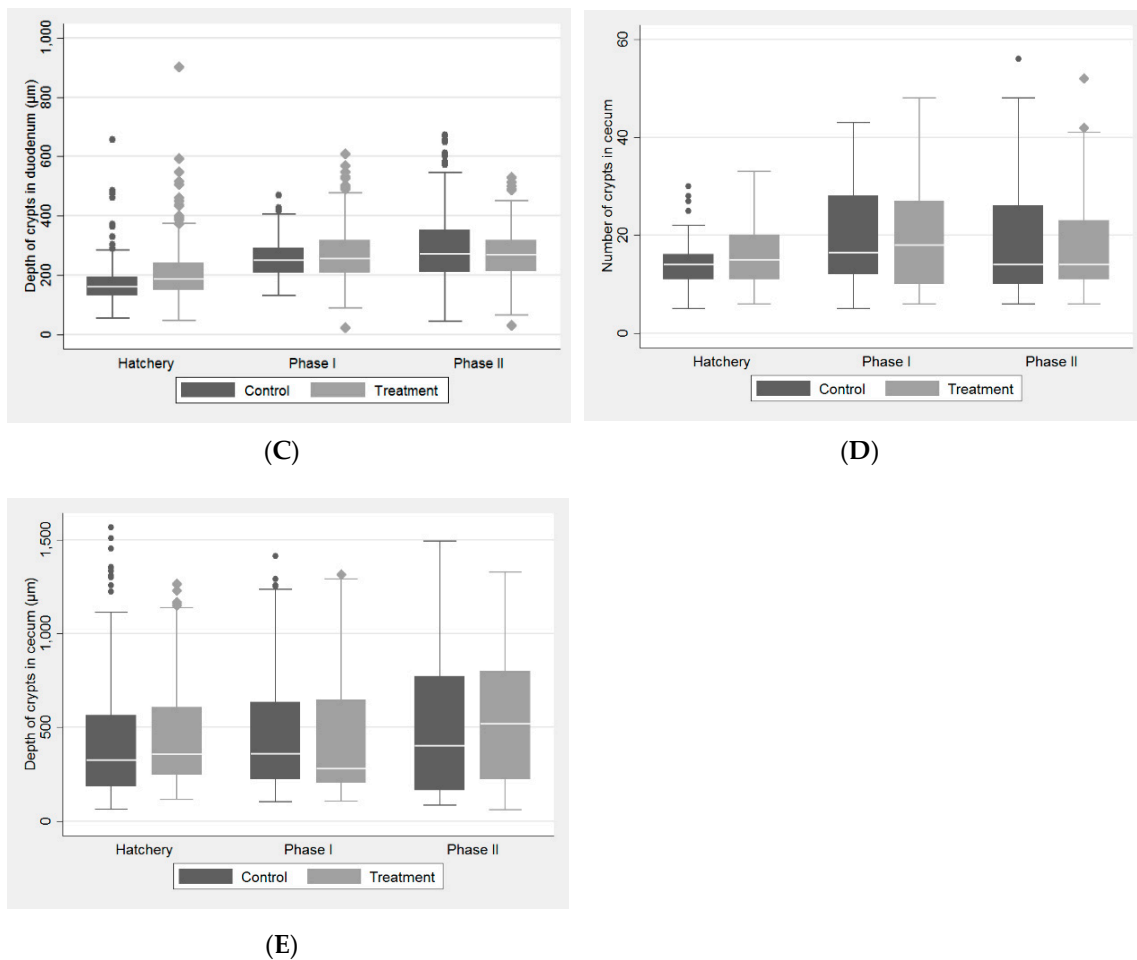 Depth of crypts in duodenum (µm)
1,000
800
600
400
200
0
Hatchery Phase I Phase II
Control Treatment
(C)
Number of crypts in cecum
60
40
20
0
Hatchery Phase I Phase II
Control Treatment
(D)
Depth of crypts in cecum (µm)
1,500
1,000
500
0
Hatchery Phase I Phase II
Control Treatment
(E)